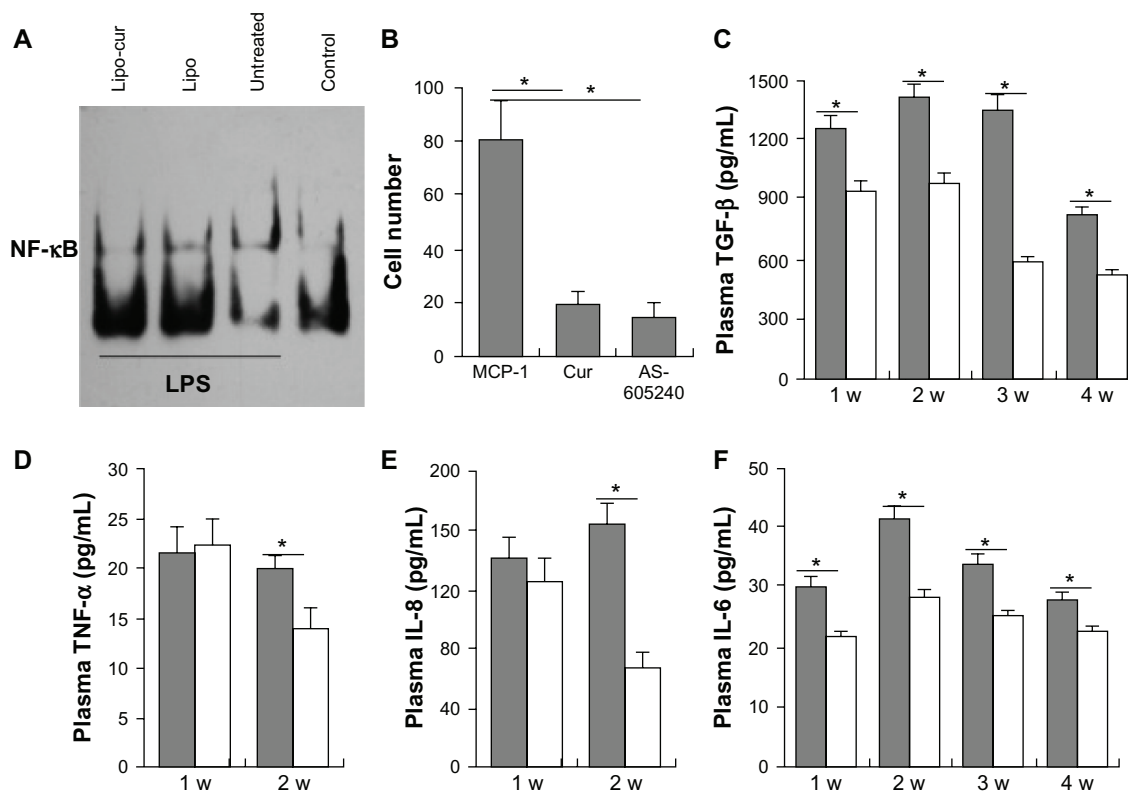 A
Lipo-cur
Lipo
Untreated
Control
NF-κB
LPS
B
Cell number
100
80
60
40
20
0
*
*
MCP-1
Cur
AS-
605240
C
Plasma TGF-β (pg/mL)
1500
1200
900
600
300
0
*
*
*
*
1 w
2 w
3 w
4 w
D
Plasma TNF-α (pg/mL)
30
25
20
15
10
5
0
*
1 w
2 w
E
Plasma IL-8 (pg/mL)
200
150
120
80
40
0
*
1 w
2 w
F
Plasma IL-6 (pg/mL)
50
40
30
20
10
0
*
*
*
*
1 w
2 w
3 w
4 w